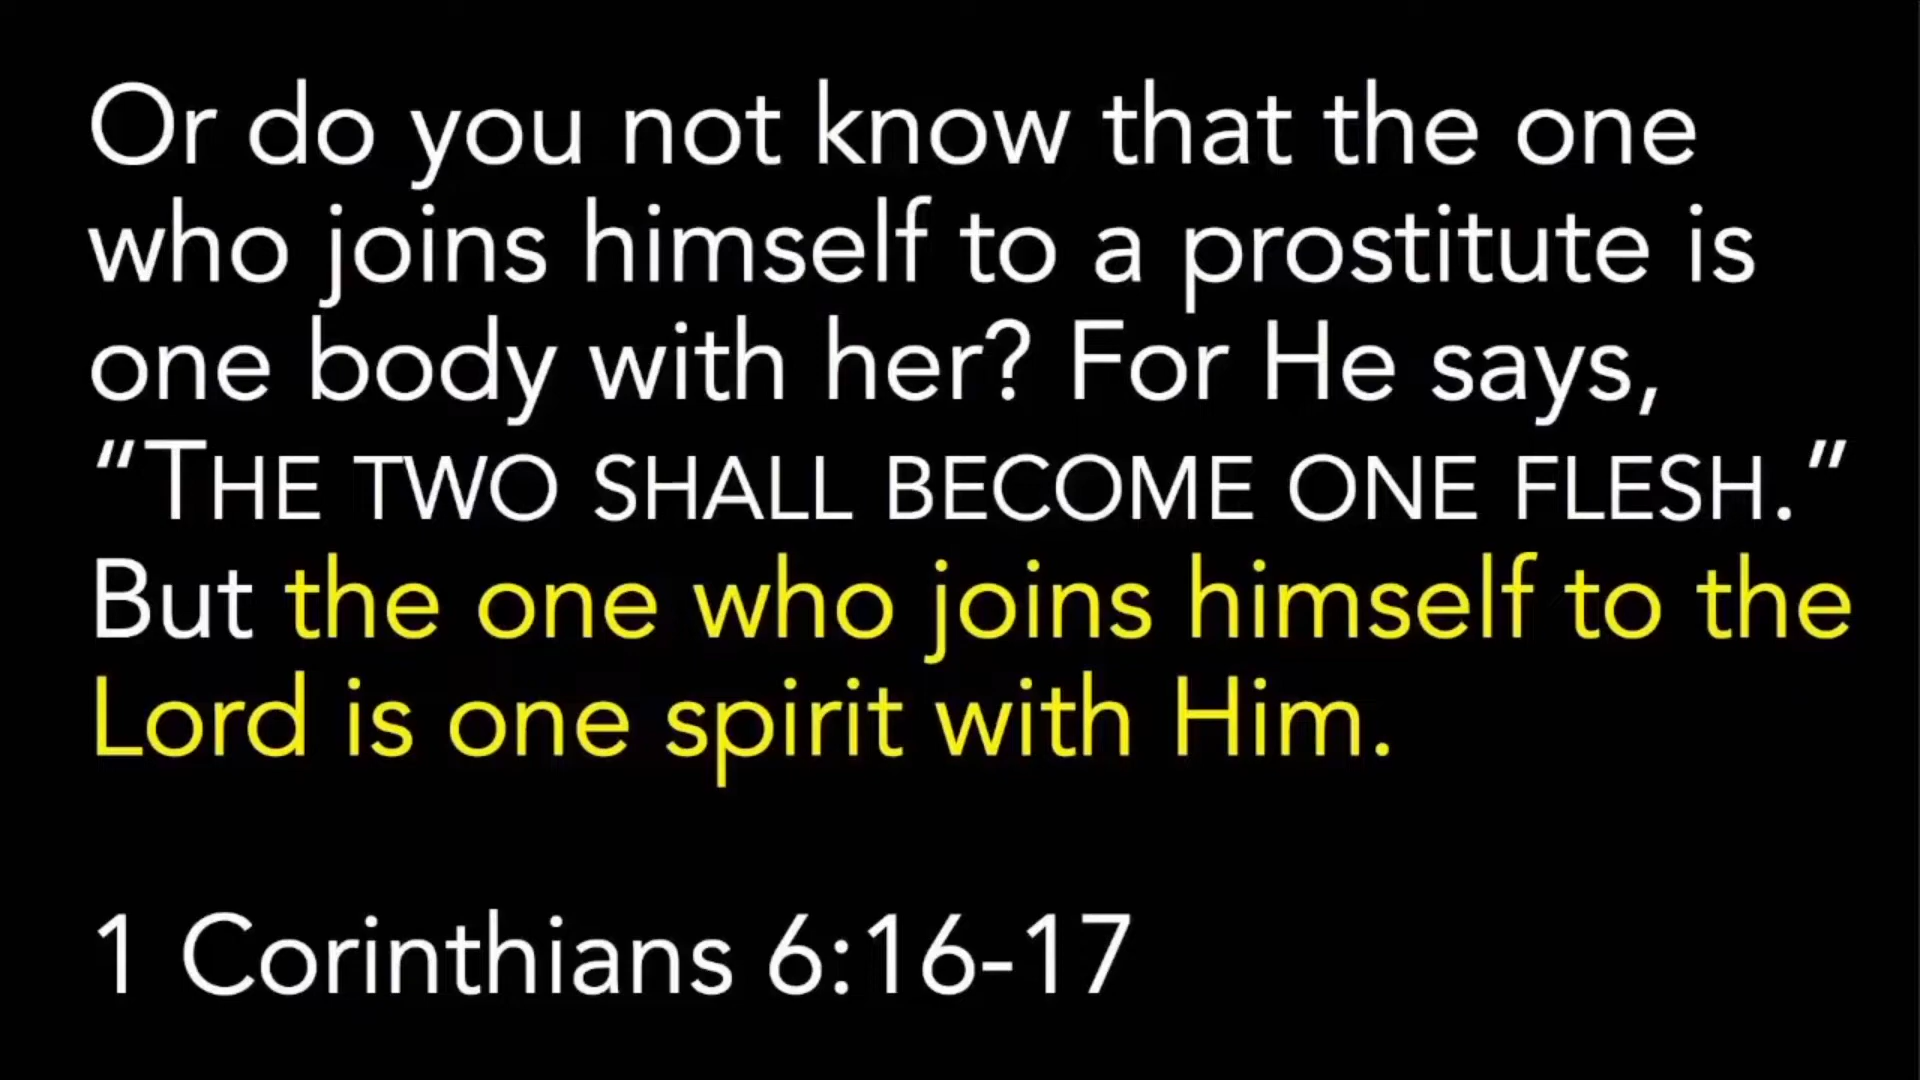 Or do you not know that the one
who joins himself to a prostitute is
one body with her? For He says,
“THE TWO SHALL BECOME ONE FLESH.”
But the one who joins himself to the
Lord is one spirit with Him.
1 Corinthians 6:16-17